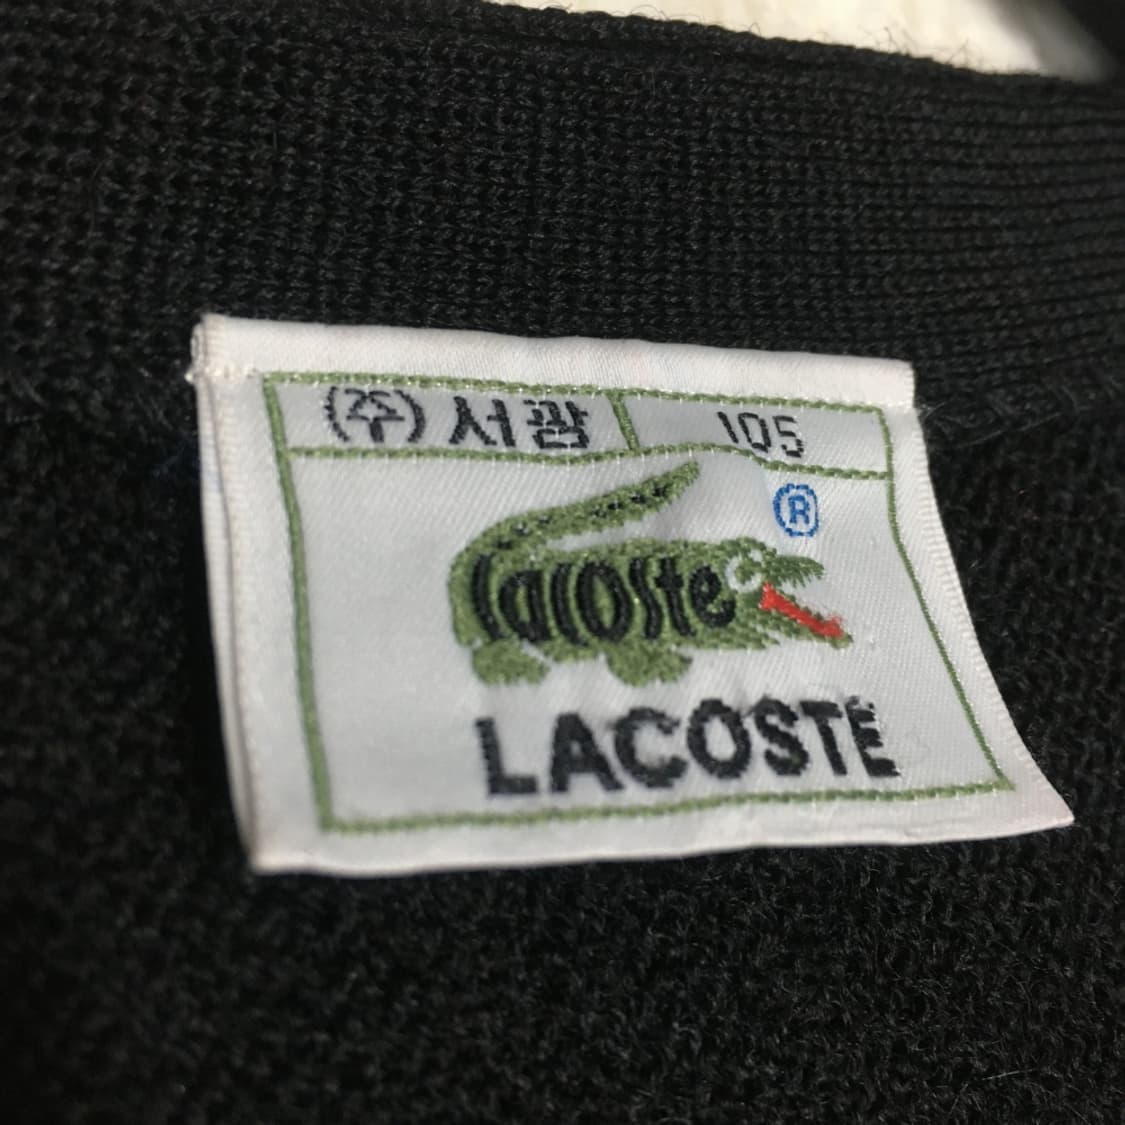 (주) 서광 105
®
lacoste
LACOSTE